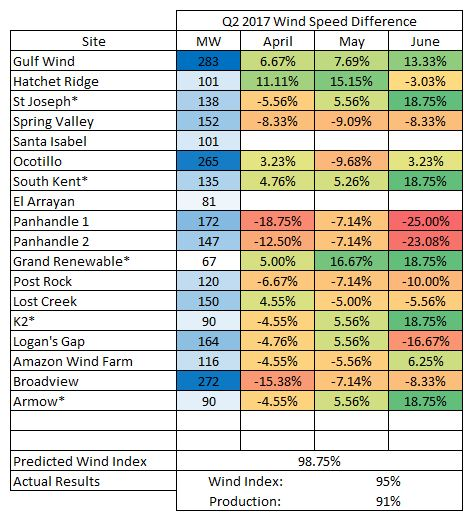 Q2 2017 Wind Speed Difference
Site MW April May June
Gulf Wind 283 6.67% 7.69% 13.33%
Hatchet Ridge 101 11.11% 15.15% -3.03%
St Joseph* 138 -5.56% 5.56% 18.75%
Spring Valley 152 -8.33% -9.09% -8.33%
Santa Isabel 101
Ocotillo 265 3.23% -9.68% 3.23%
South Kent* 135 4.76% 5.26% 18.75%
El Arrayan 81
Panhandle 1 172 -18.75% -7.14% -25.00%
Panhandle 2 147 -12.50% -7.14% -23.08%
Grand Renewable* 67 5.00% 16.67% 18.75%
Post Rock 120 -6.67% -7.14% -10.00%
Lost Creek 150 4.55% -5.00% -5.56%
K2* 90 -4.55% 5.56% 18.75%
Logan's Gap 164 -4.76% 5.56% -16.67%
Amazon Wind Farm 116 -4.55% -5.56% 6.25%
Broadview 272 -15.38% -7.14% -8.33%
Armow* 90 -4.55% 5.56% 18.75%
Predicted Wind Index 98.75%
Actual Results Wind Index: 95%
Production: 91%